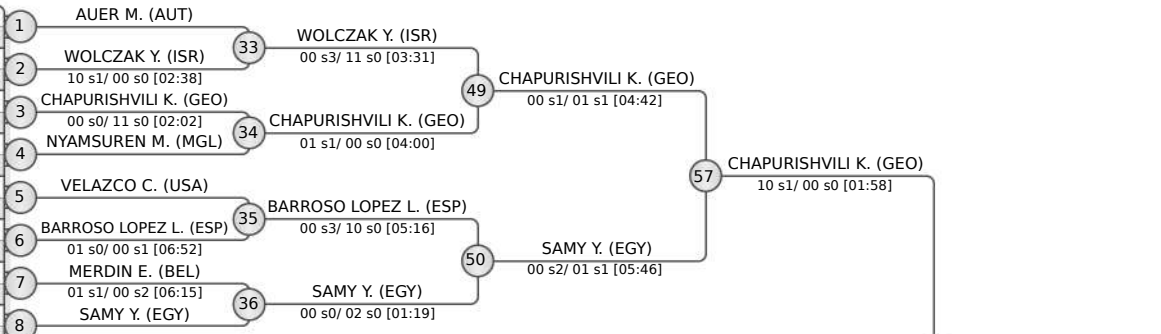 1
AUER M. (AUT)
33
WOLCZAK Y. (ISR)
00 s3/ 11 s0 [03:31]
2
WOLCZAK Y. (ISR)
10 s1/ 00 s0 [02:38]
49
CHAPURISHVILI K. (GEO)
00 s1/ 01 s1 [04:42]
3
CHAPURISHVILI K. (GEO)
00 s0/ 11 s0 [02:02]
34
CHAPURISHVILI K. (GEO)
01 s1/ 00 s0 [04:00]
4
NYAMSUREN M. (MGL)
57
CHAPURISHVILI K. (GEO)
10 s1/ 00 s0 [01:58]
5
VELAZCO C. (USA)
35
BARROSO LOPEZ L. (ESP)
00 s3/ 10 s0 [05:16]
6
BARROSO LOPEZ L. (ESP)
01 s0/ 00 s1 [06:52]
50
SAMY Y. (EGY)
00 s2/ 01 s1 [05:46]
7
MERDIN E. (BEL)
01 s1/ 00 s2 [06:15]
36
SAMY Y. (EGY)
00 s0/ 02 s0 [01:19]
8
SAMY Y. (EGY)